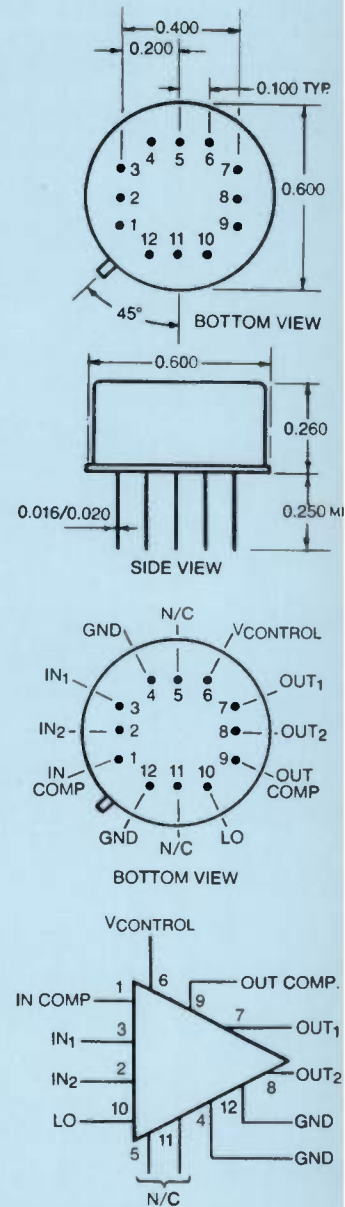 0.400
0.200
0.100 TYP.
4 5 6
3 7
2 8
1 9
12 11 10
0.600
45°
BOTTOM VIEW
0.600
0.260
0.016/0.020
0.250 MI
SIDE VIEW
N/C
GND VCONTROL
4 5 6
IN1 3 7 OUT1
IN2 2 8 OUT2
IN COMP 1 9 OUT COMP
12 11 10
GND N/C LO
BOTTOM VIEW
VCONTROL
6
IN COMP 1 9 OUT COMP.
IN1 3 7 OUT1
IN2 2 8 OUT2
LO 10 12 GND
5 11 4 GND
N/C